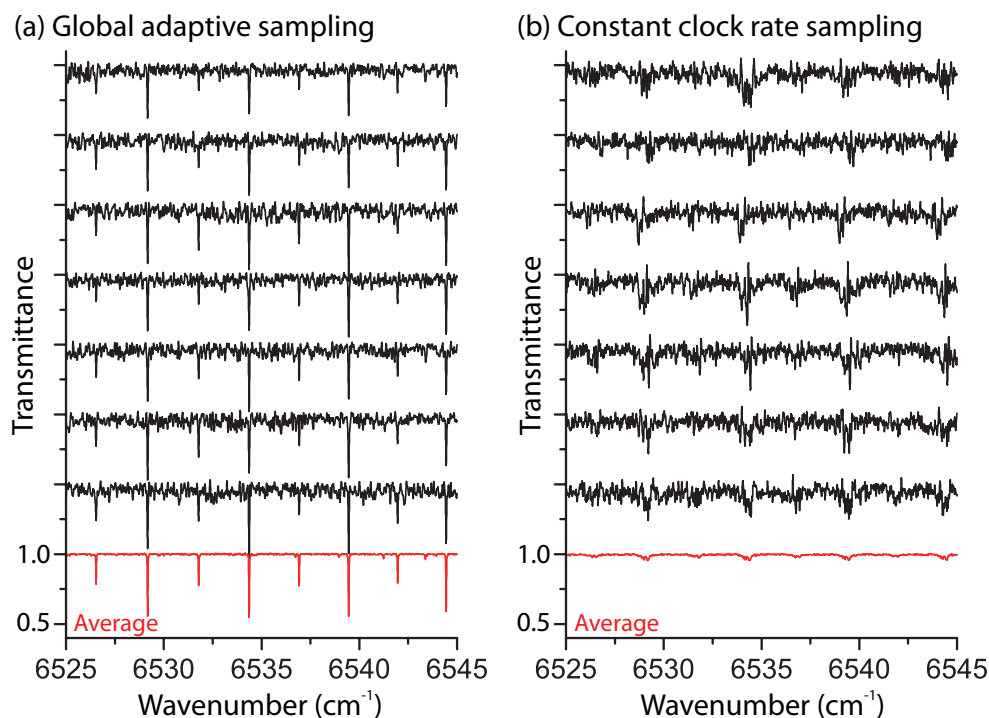 (a) Global adaptive sampling
(b) Constant clock rate sampling
Transmittance
1.0
0.5
Average
6525 6530 6535 6540 6545
Wavenumber (cm⁻¹)
Transmittance
1.0
0.5
Average
6525 6530 6535 6540 6545
Wavenumber (cm⁻¹)